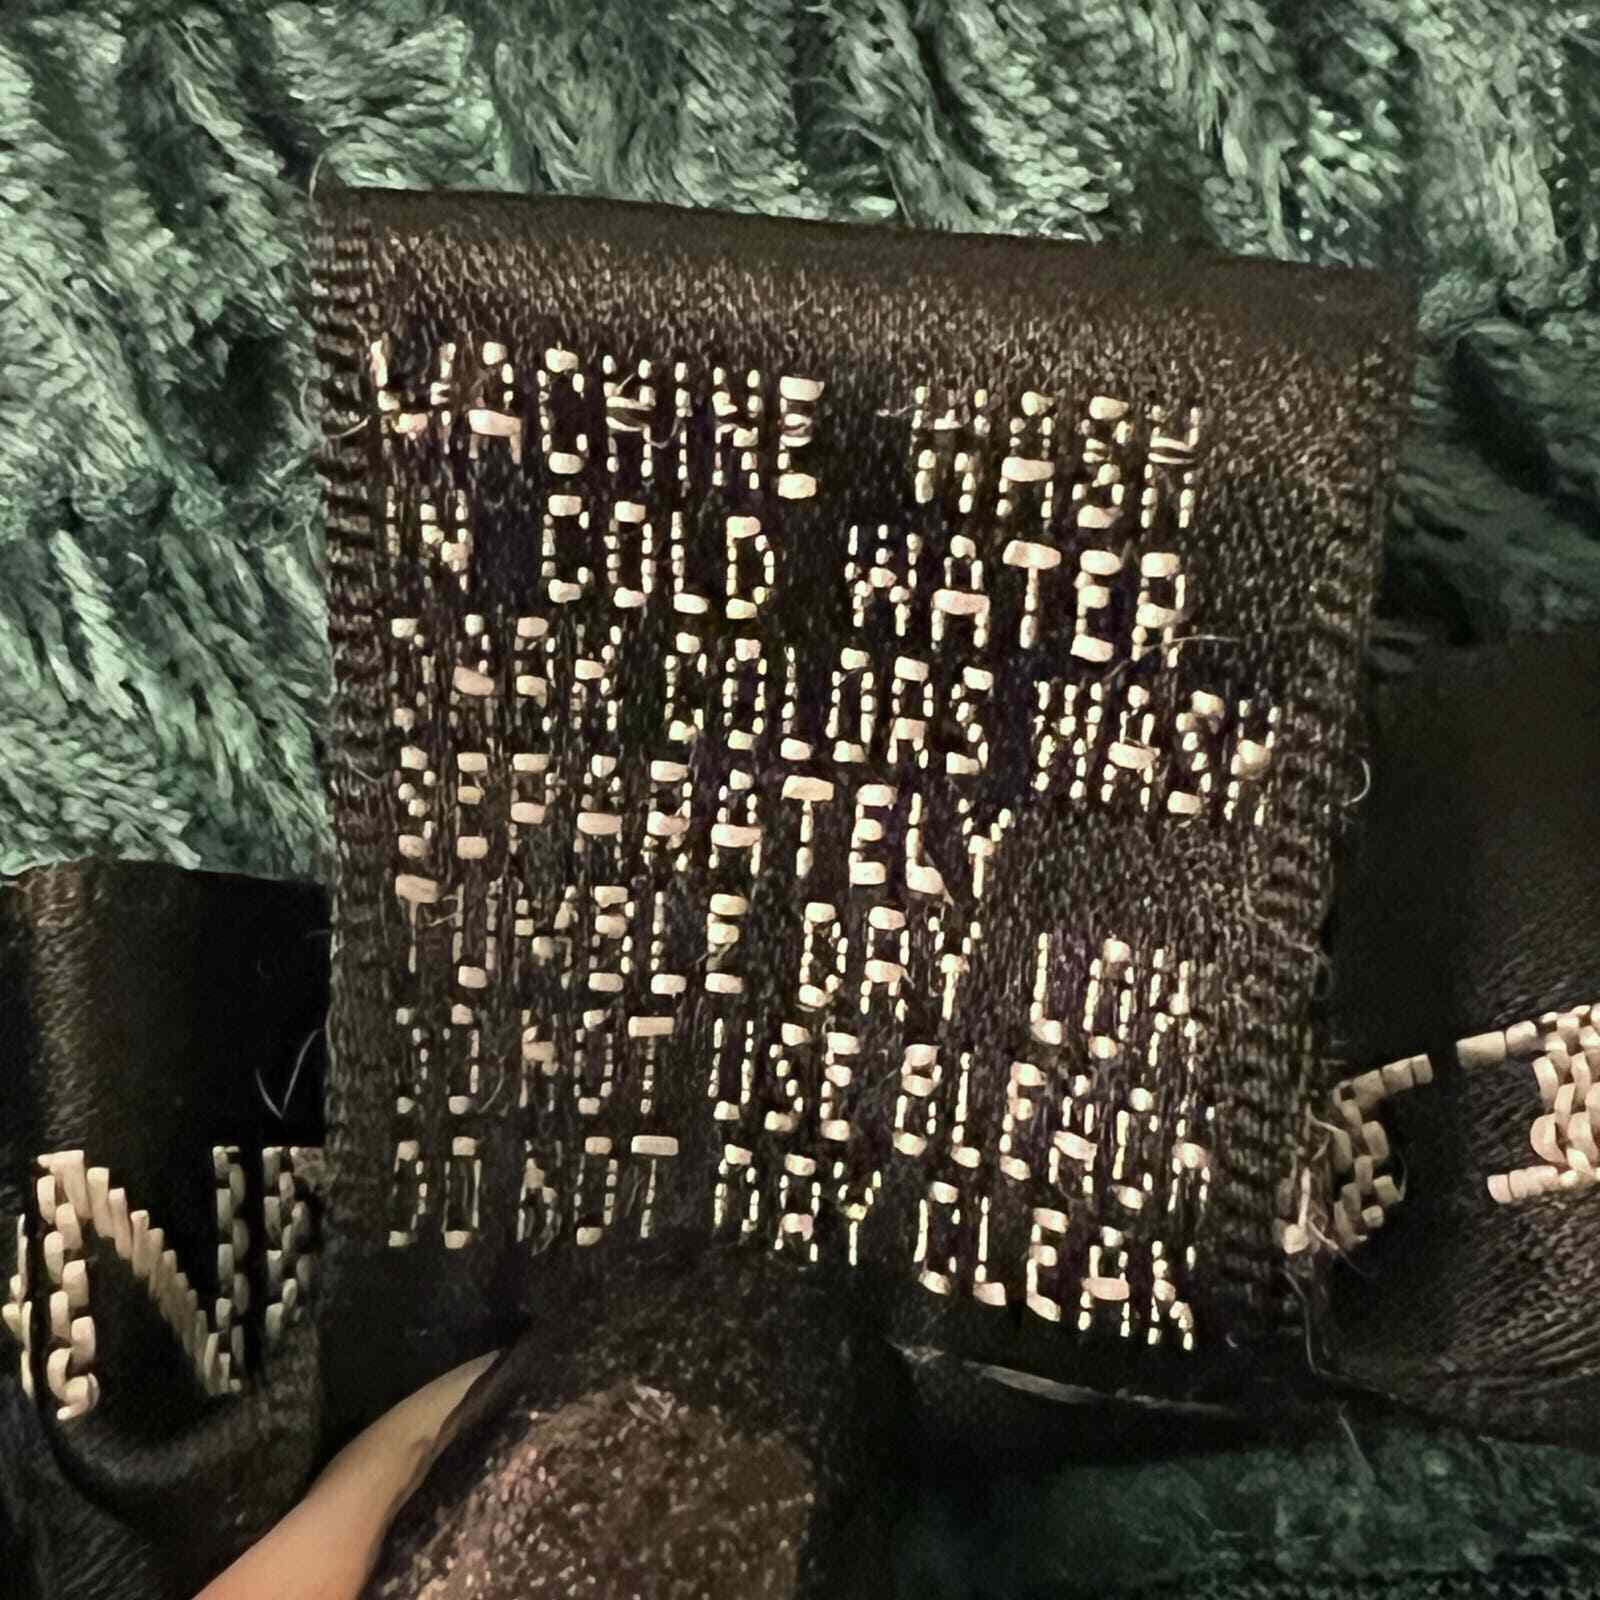 MACHINE WASH
IN COLD WATER
DARK COLORS WASH
SEPARATELY
TUMBLE DRY LOW
DO NOT USE BLEACH
DO NOT DRY CLEAN